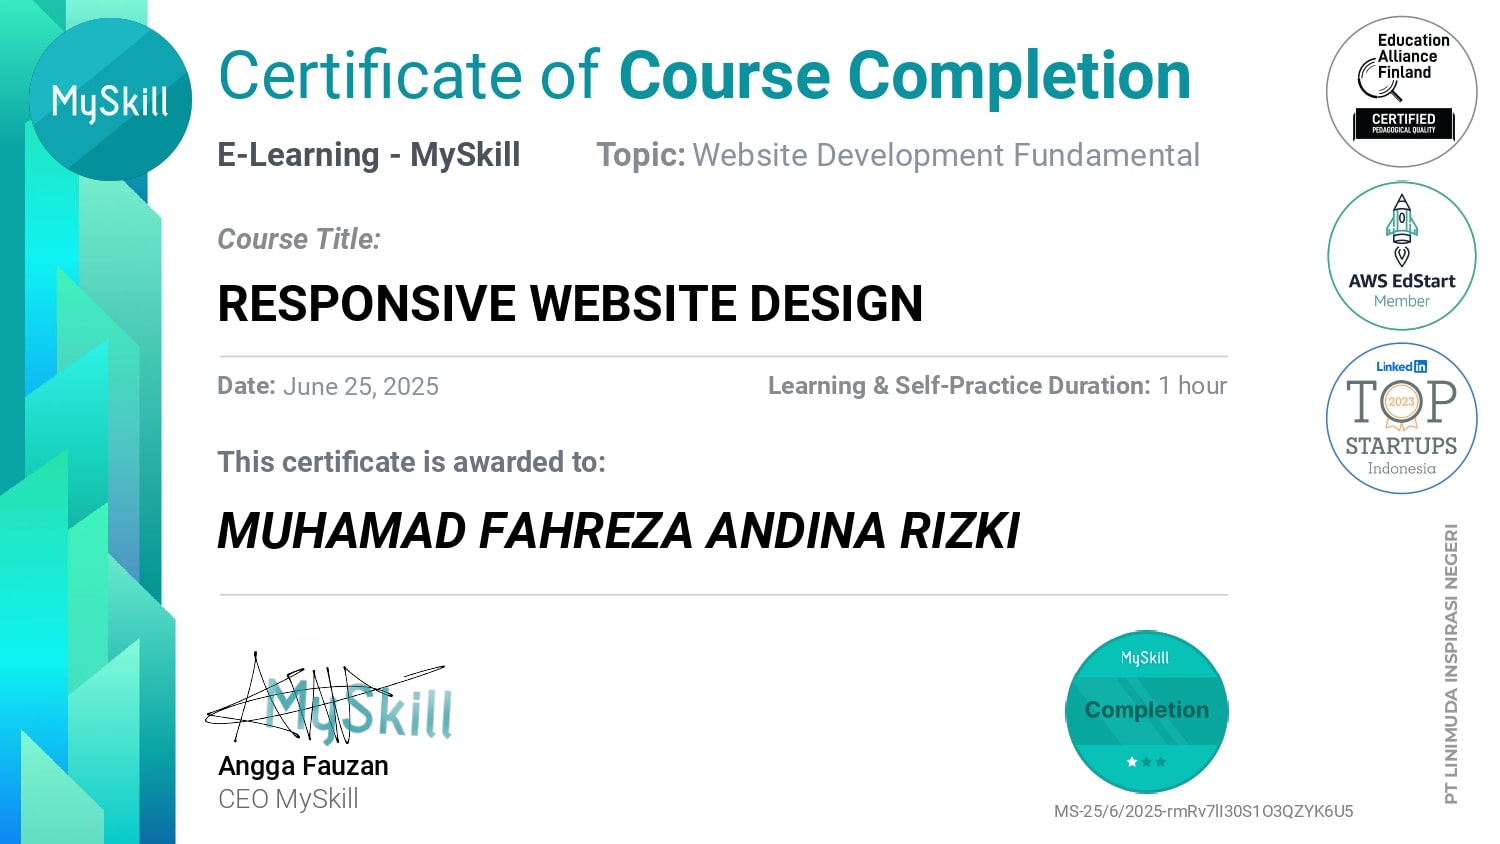 MySkill
Certificate of Course Completion
E-Learning - MySkill
Topic: Website Development Fundamental
Course Title:
RESPONSIVE WEBSITE DESIGN
Date: June 25, 2025
Learning & Self-Practice Duration: 1 hour
This certificate is awarded to:
MUHAMAD FAHREZA ANDINA RIZKI
MySkill
Angga Fauzan
CEO MySkill
MySkill
Completion
MS-25/6/2025-rmRv7lI30S1O3QZYK6U5
Education
Alliance
Finland
CERTIFIED
PEDAGOGICAL QUALITY
AWS EdStart
Member
Linked in
TOP
2023
STARTUPS
Indonesia
PT LINIMUDA INSPIRASI NEGERI